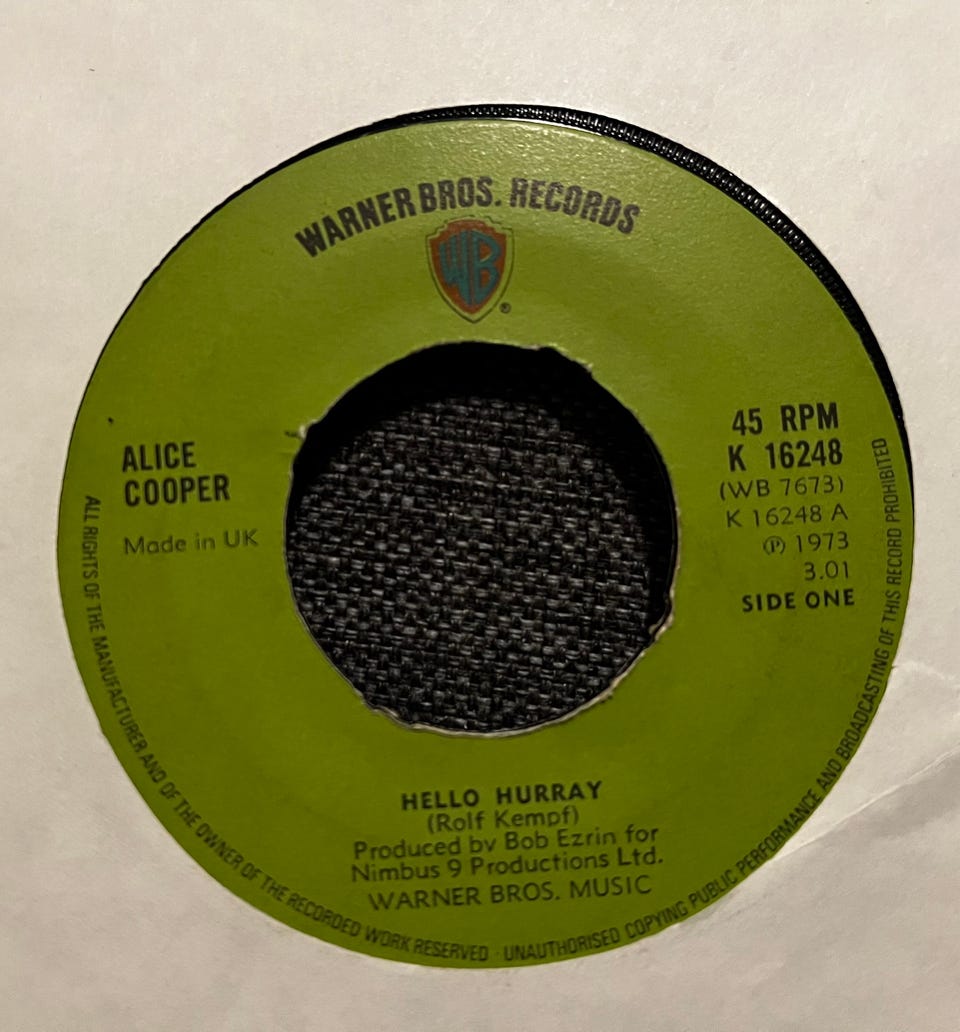 WARNER BROS. RECORDS
WB
®
ALICE
COOPER
Made in UK
45 RPM
K 16248
(WB 7673)
K 16248 A
℗ 1973
3.01
SIDE ONE
HELLO HURRAY
(Rolf Kempf)
Produced by Bob Ezrin for
Nimbus 9 Productions Ltd.
WARNER BROS. MUSIC
ALL RIGHTS OF THE MANUFACTURER AND OF THE OWNER OF THE RECORDED WORK RESERVED · UNAUTHORISED COPYING PUBLIC PERFORMANCE AND BROADCASTING OF THIS RECORD PROHIBITED